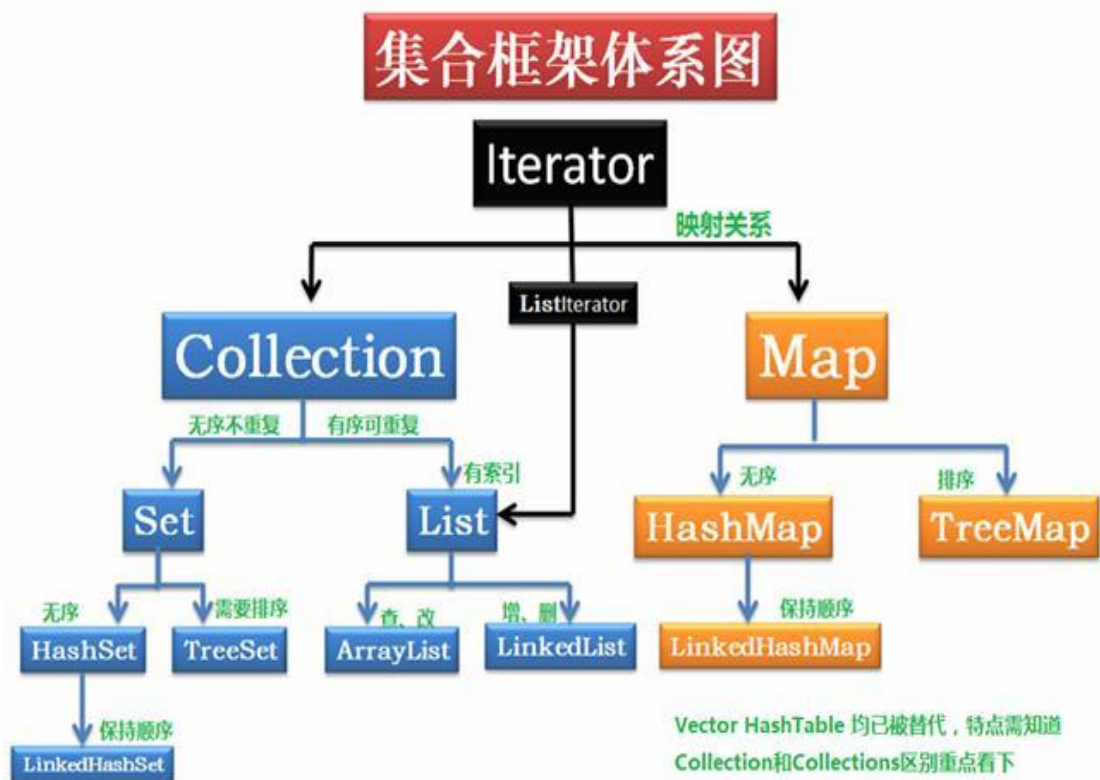 集合框架体系图
Iterator
映射关系
ListIterator
Collection
Map
无序不重复
有序可重复
有索引
无序
排序
Set
List
HashMap
TreeMap
无序
需要排序
查、改
增、删
保持顺序
HashSet
TreeSet
ArrayList
LinkedList
LinkedHashMap
保持顺序
LinkedHashSet
Vector HashTable 均已被替代，特点需知道
Collection和Collections区别重点看下